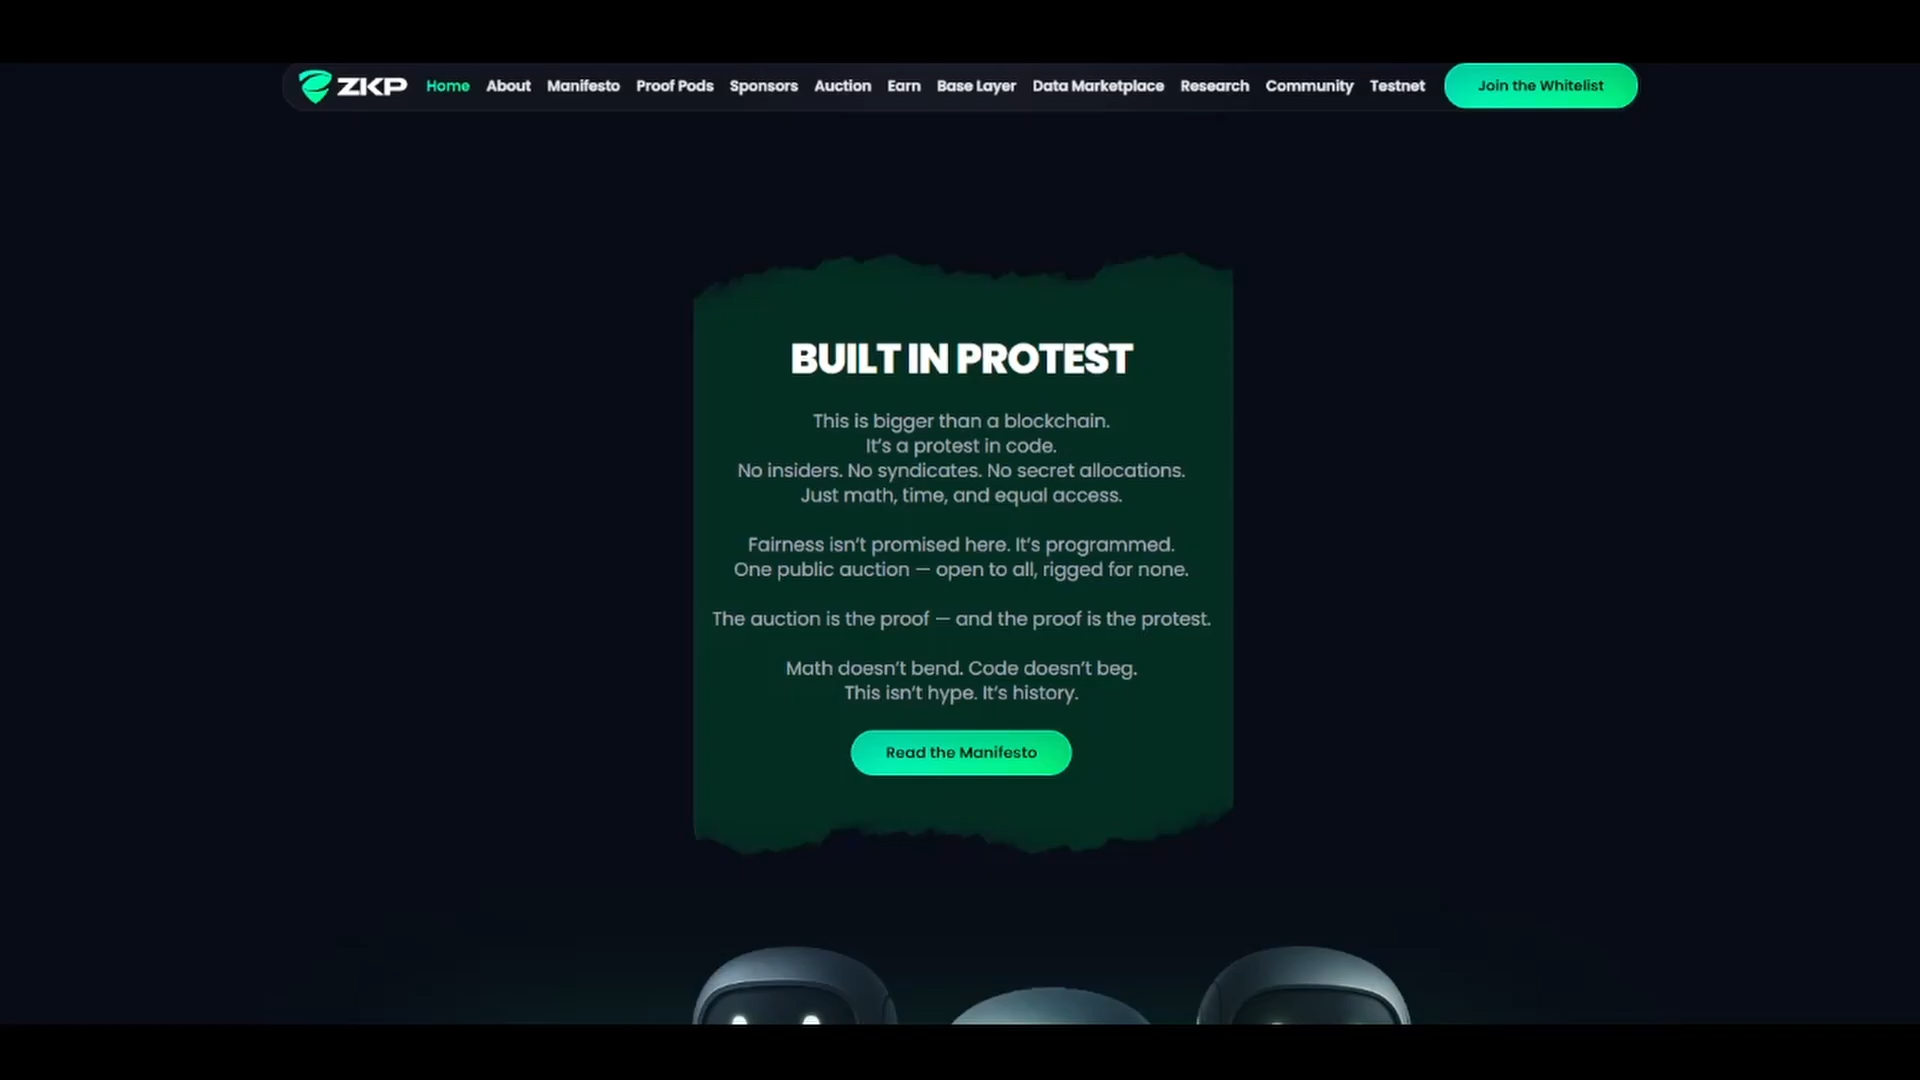 ZKP Home About Manifesto Proof Pods Sponsors Auction Earn Base Layer Data Marketplace Research Community Testnet Join the Whitelist
BUILT IN PROTEST
This is bigger than a blockchain.
It's a protest in code.
No insiders. No syndicates. No secret allocations.
Just math, time, and equal access.
Fairness isn't promised here. It's programmed.
One public auction — open to all, rigged for none.
The auction is the proof — and the proof is the protest.
Math doesn't bend. Code doesn't beg.
This isn't hype. It's history.
Read the Manifesto